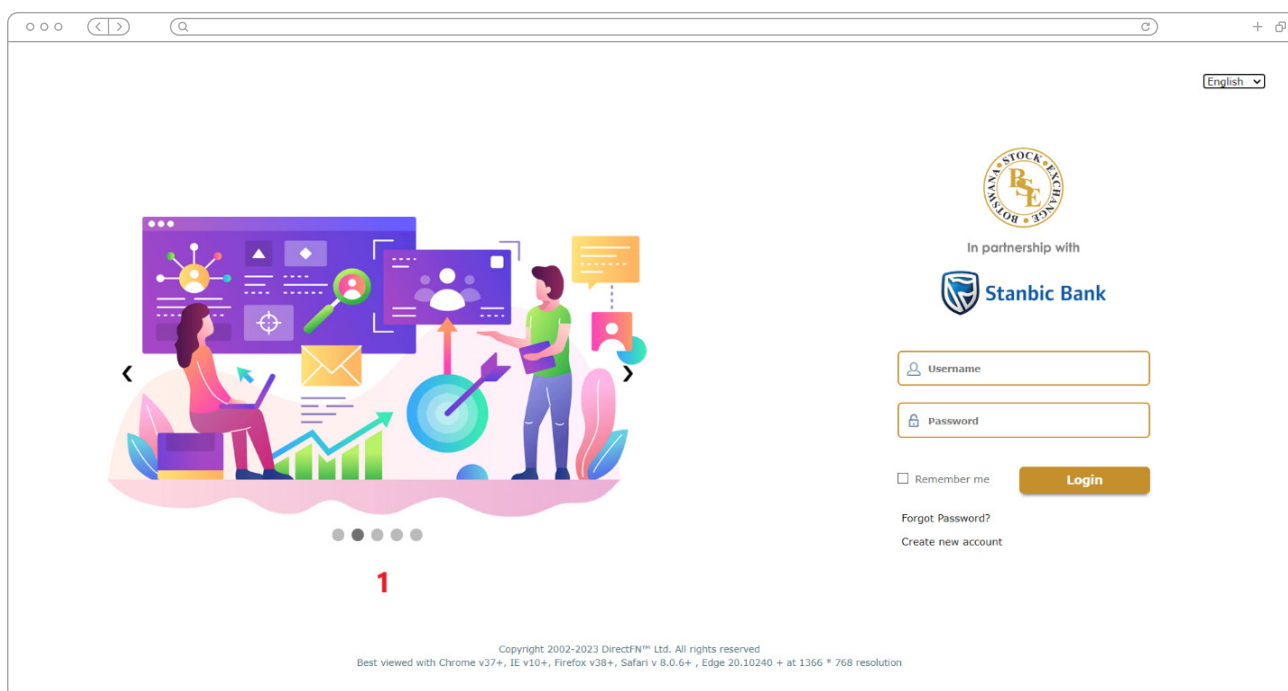 English
BOTSWANA STOCK EXCHANGE
BSE
In partnership with
Stanbic Bank
Username
Password
Remember me
Login
Forgot Password?
Create new account
1
Copyright 2002-2023 DirectFN™ Ltd. All rights reserved
Best viewed with Chrome v37+, IE v10+, Firefox v38+, Safari v 8.0.6+ , Edge 20.10240 + at 1366 * 768 resolution